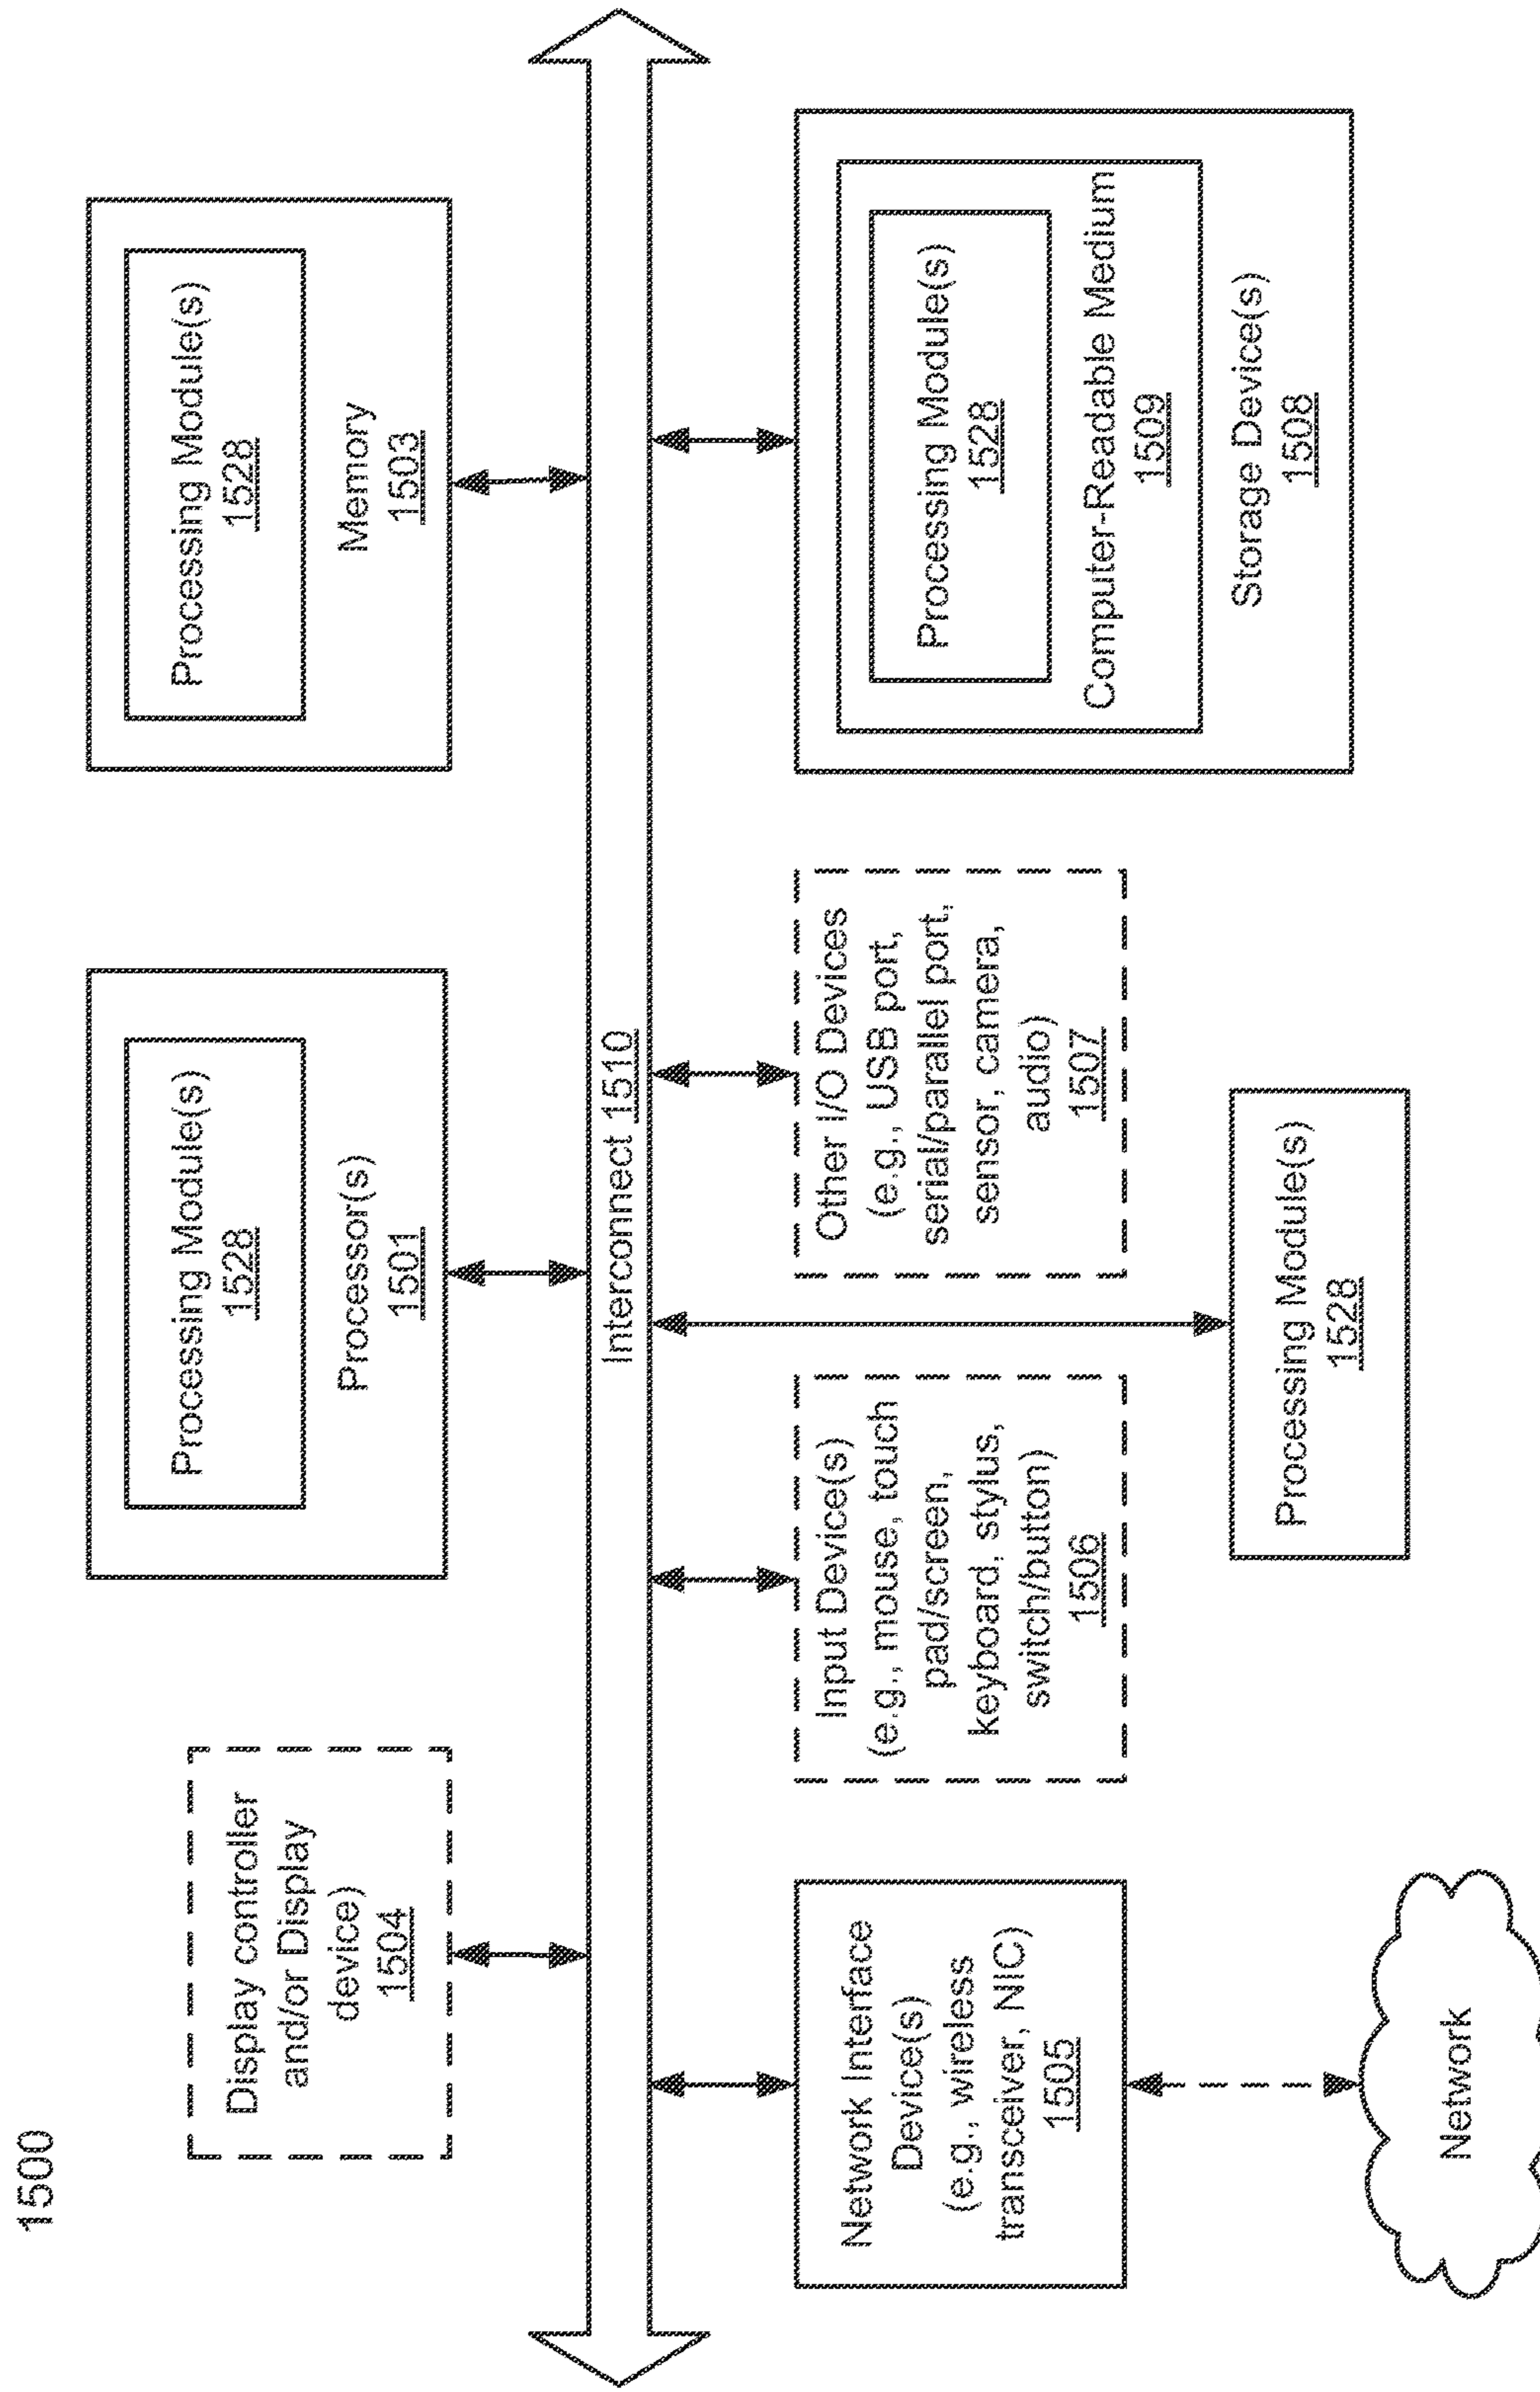 1500
Display controller
and/or Display
device)
1504
Processing Module(s)
1528
Processor(s)
1501
Processing Module(s)
1528
Memory
1503
Interconnect 1510
Network Interface
Device(s)
(e.g., wireless
transceiver, NIC)
1505
Input Device(s)
(e.g., mouse, touch
pad/screen,
keyboard, stylus,
switch/button)
1506
Other I/O Devices
(e.g., USB port,
serial/parallel port,
sensor, camera,
audio)
1507
Processing Module(s)
1528
Computer-Readable Medium
1509
Storage Device(s)
1508
Processing Module(s)
1528
Network